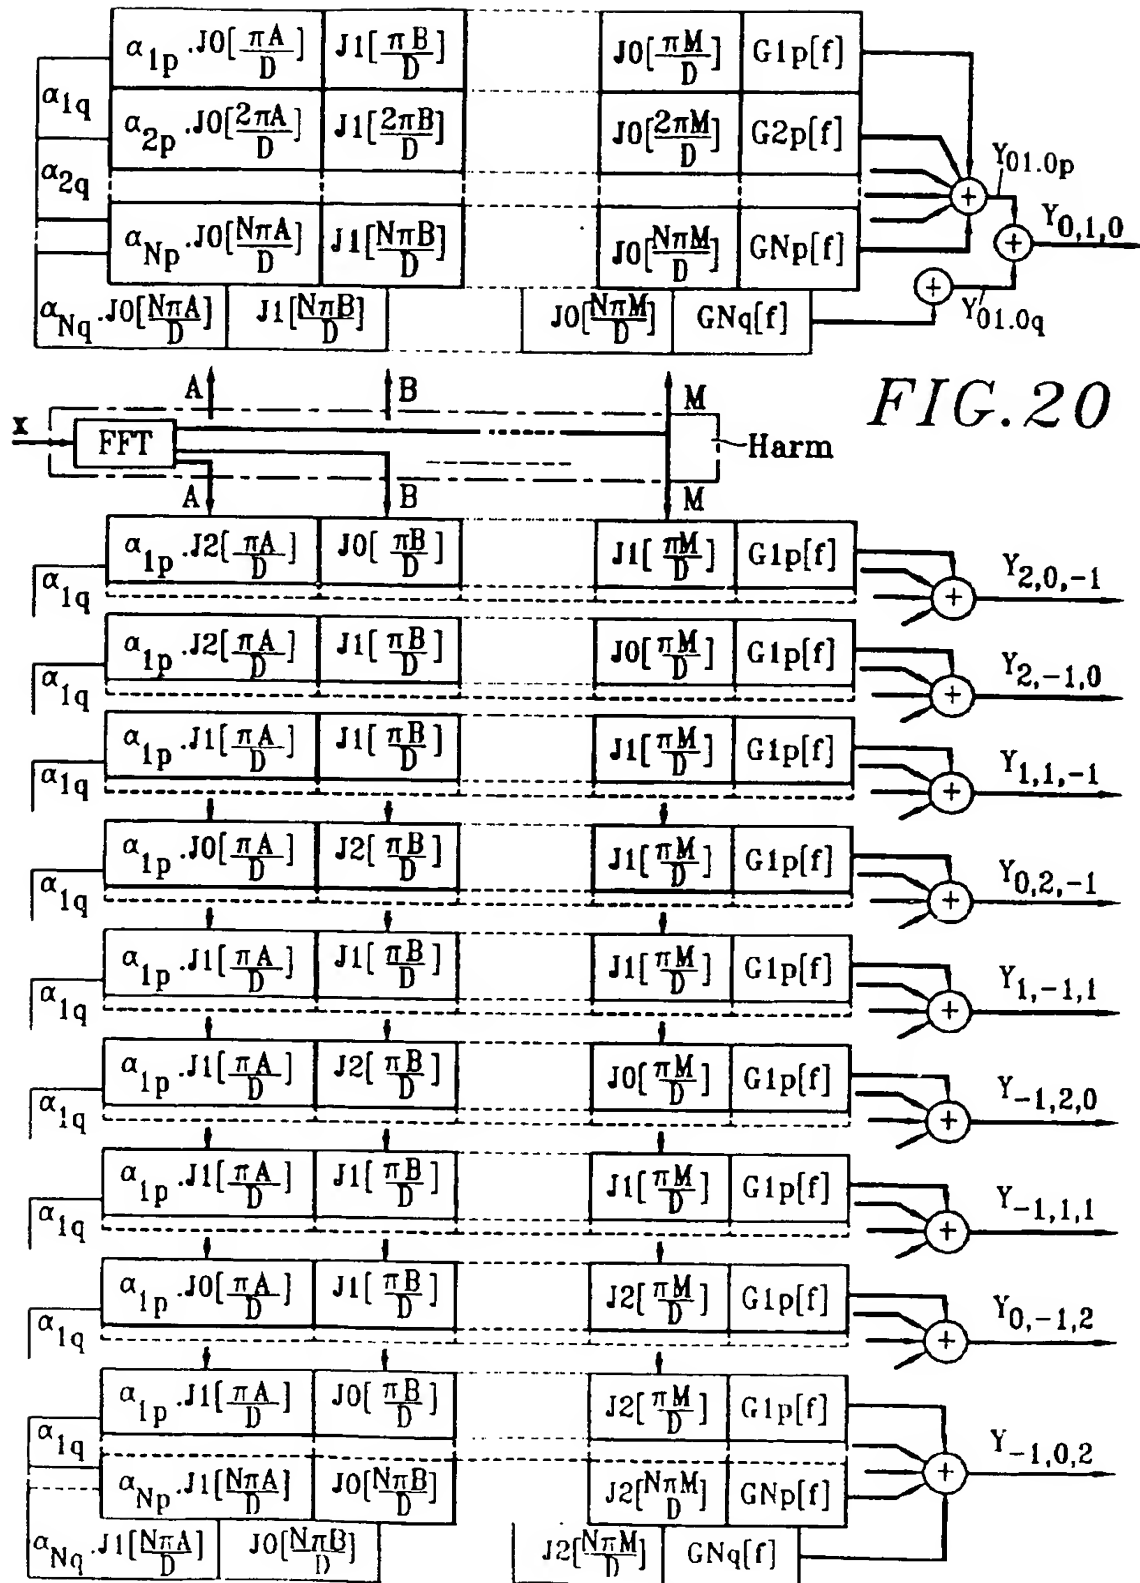 α1p .J0[πA/D] J1[πB/D] J0[πM/D] G1p[f]
α1q
α2p .J0[2πA/D] J1[2πB/D] J0[2πM/D] G2p[f]
α2q
Y01.0p
αNp .J0[NπA/D] J1[NπB/D] J0[NπM/D] GNp[f]
+ + Y0,1,0
αNq .J0[NπA/D] J1[NπB/D] J0[NπM/D] GNq[f] + Y01.0q
A B M FIG.20
x FFT Harm
A B M
α1p .J2[πA/D] J0[πB/D] J1[πM/D] G1p[f]
α1q + Y2,0,-1
α1p .J2[πA/D] J1[πB/D] J0[πM/D] G1p[f]
α1q + Y2,-1,0
α1p .J1[πA/D] J1[πB/D] J1[πM/D] G1p[f]
α1q + Y1,1,-1
α1p .J0[πA/D] J2[πB/D] J1[πM/D] G1p[f]
α1q + Y0,2,-1
α1p .J1[πA/D] J1[πB/D] J1[πM/D] G1p[f]
α1q + Y1,-1,1
α1p .J1[πA/D] J2[πB/D] J0[πM/D] G1p[f]
α1q + Y-1,2,0
α1p .J1[πA/D] J1[πB/D] J1[πM/D] G1p[f]
α1q + Y-1,1,1
α1p .J0[πA/D] J1[πB/D] J2[πM/D] G1p[f]
α1q + Y0,-1,2
α1p .J1[πA/D] J0[πB/D] J2[πM/D] G1p[f]
α1q + Y-1,0,2
αNp .J1[NπA/D] J0[NπB/D] J2[NπM/D] GNp[f]
αNq .J1[NπA/D] J0[NπB/D] J2[NπM/D] GNq[f]